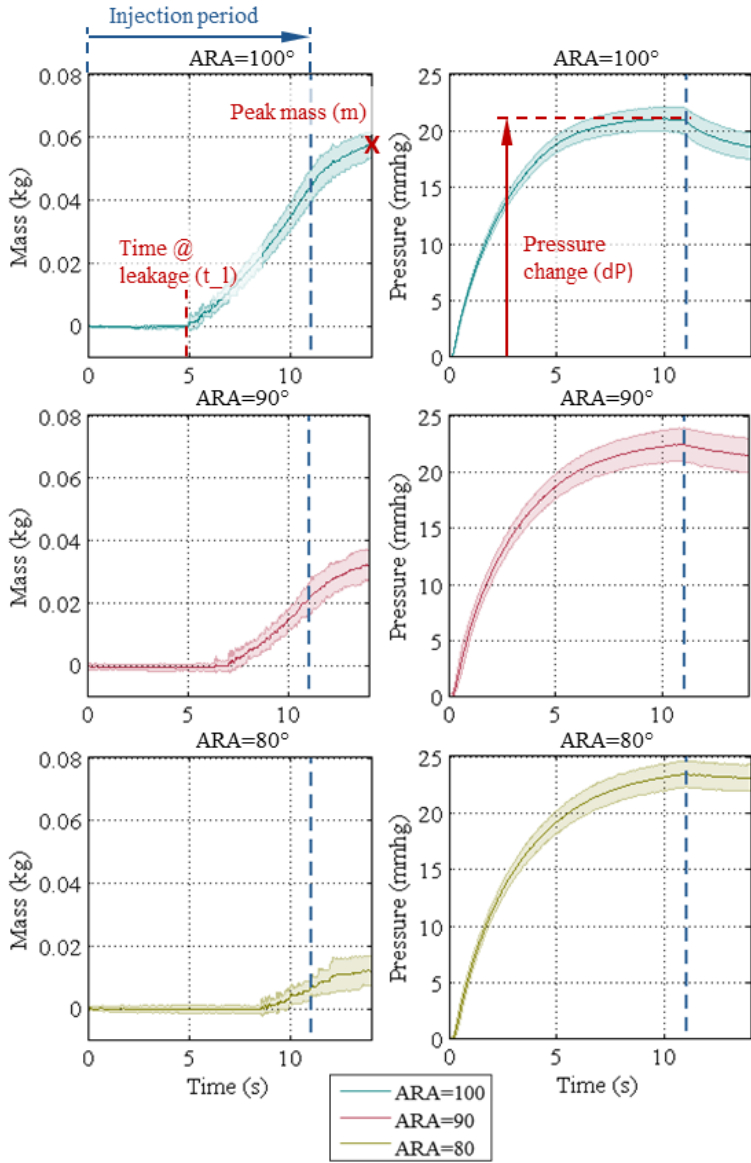 Injection period
ARA=100°
0.08
0.06
0.04
0.02
0
Mass (kg)
Peak mass (m)
X
Time @
leakage (t_l)
0
5
10
ARA=100°
25
20
15
10
5
0
Pressure (mmhg)
Pressure
change (dP)
0
5
10
ARA=90°
0.08
0.06
0.04
0.02
0
Mass (kg)
0
5
10
ARA=90°
25
20
15
10
5
0
Pressure (mmhg)
0
5
10
ARA=80°
0.08
0.06
0.04
0.02
0
Mass (kg)
0
5
10
Time (s)
ARA=80°
25
20
15
10
5
0
Pressure (mmhg)
0
5
10
Time (s)
ARA=100
ARA=90
ARA=80